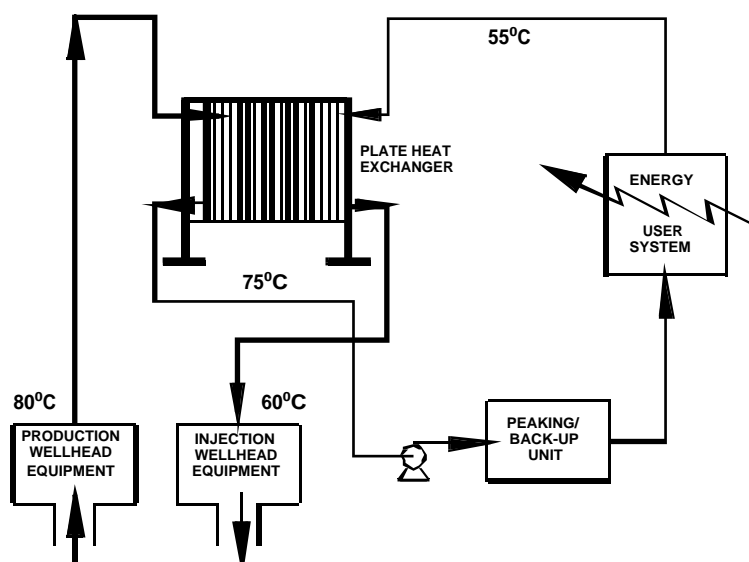 55⁰C
PLATE HEAT
EXCHANGER
ENERGY
USER
SYSTEM
75⁰C
80⁰C
60⁰C
PRODUCTION
WELLHEAD
EQUIPMENT
INJECTION
WELLHEAD
EQUIPMENT
PEAKING/
BACK-UP
UNIT